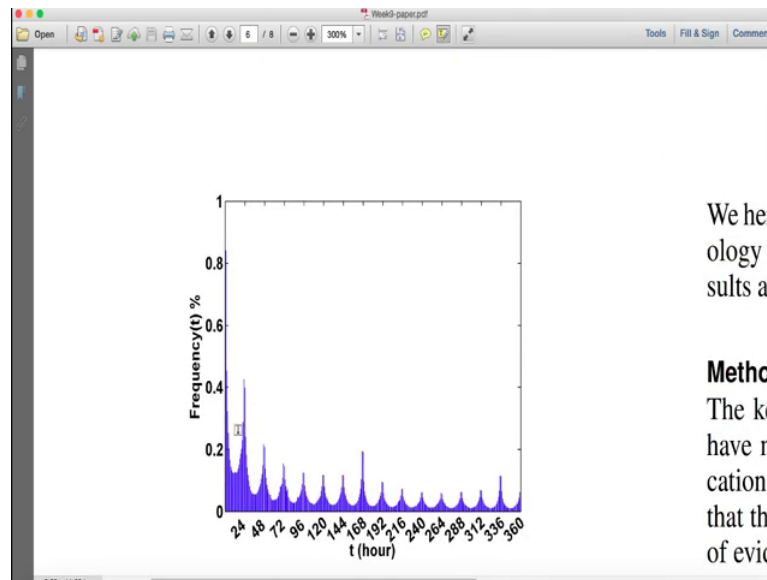 Week9-paper.pdf
Open 6 / 8 300% Tools Fill & Sign Commen
We her
ology
sults a
Metho
The ke
have m
cation
that th
of evid
1
0.8
0.6
0.4
0.2
0
Frequency(t) %
24 48 72 96 120 144 168 192 216 240 264 288 312 336 360
t (hour)